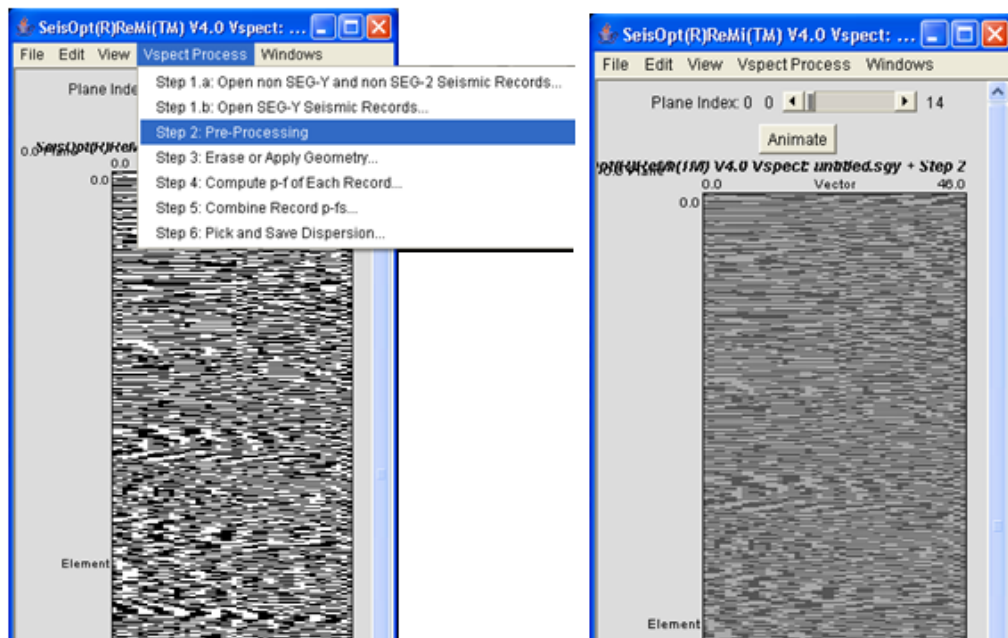 SeisOpt(R)ReMi(TM) V4.0 Vspect: ...
File Edit View Vspect Process Windows
Plane Inde
Step 1.a: Open non SEG-Y and non SEG-2 Seismic Records...
Step 1.b: Open SEG-Y Seismic Records...
Step 2: Pre-Processing
Step 3: Erase or Apply Geometry...
Step 4: Compute p-f of Each Record...
Step 5: Combine Record p-fs...
Step 6: Pick and Save Dispersion...
0.0
0.0
0.0
Element
SeisOpt(R)ReMi(TM) V4.0 Vspect: ...
File Edit View Vspect Process Windows
Plane Index: 0 0 14
Animate
(TM) V4.0 Vspect: untitled.sgy + Step 2
0.0 Vector 46.0
0.0
Element